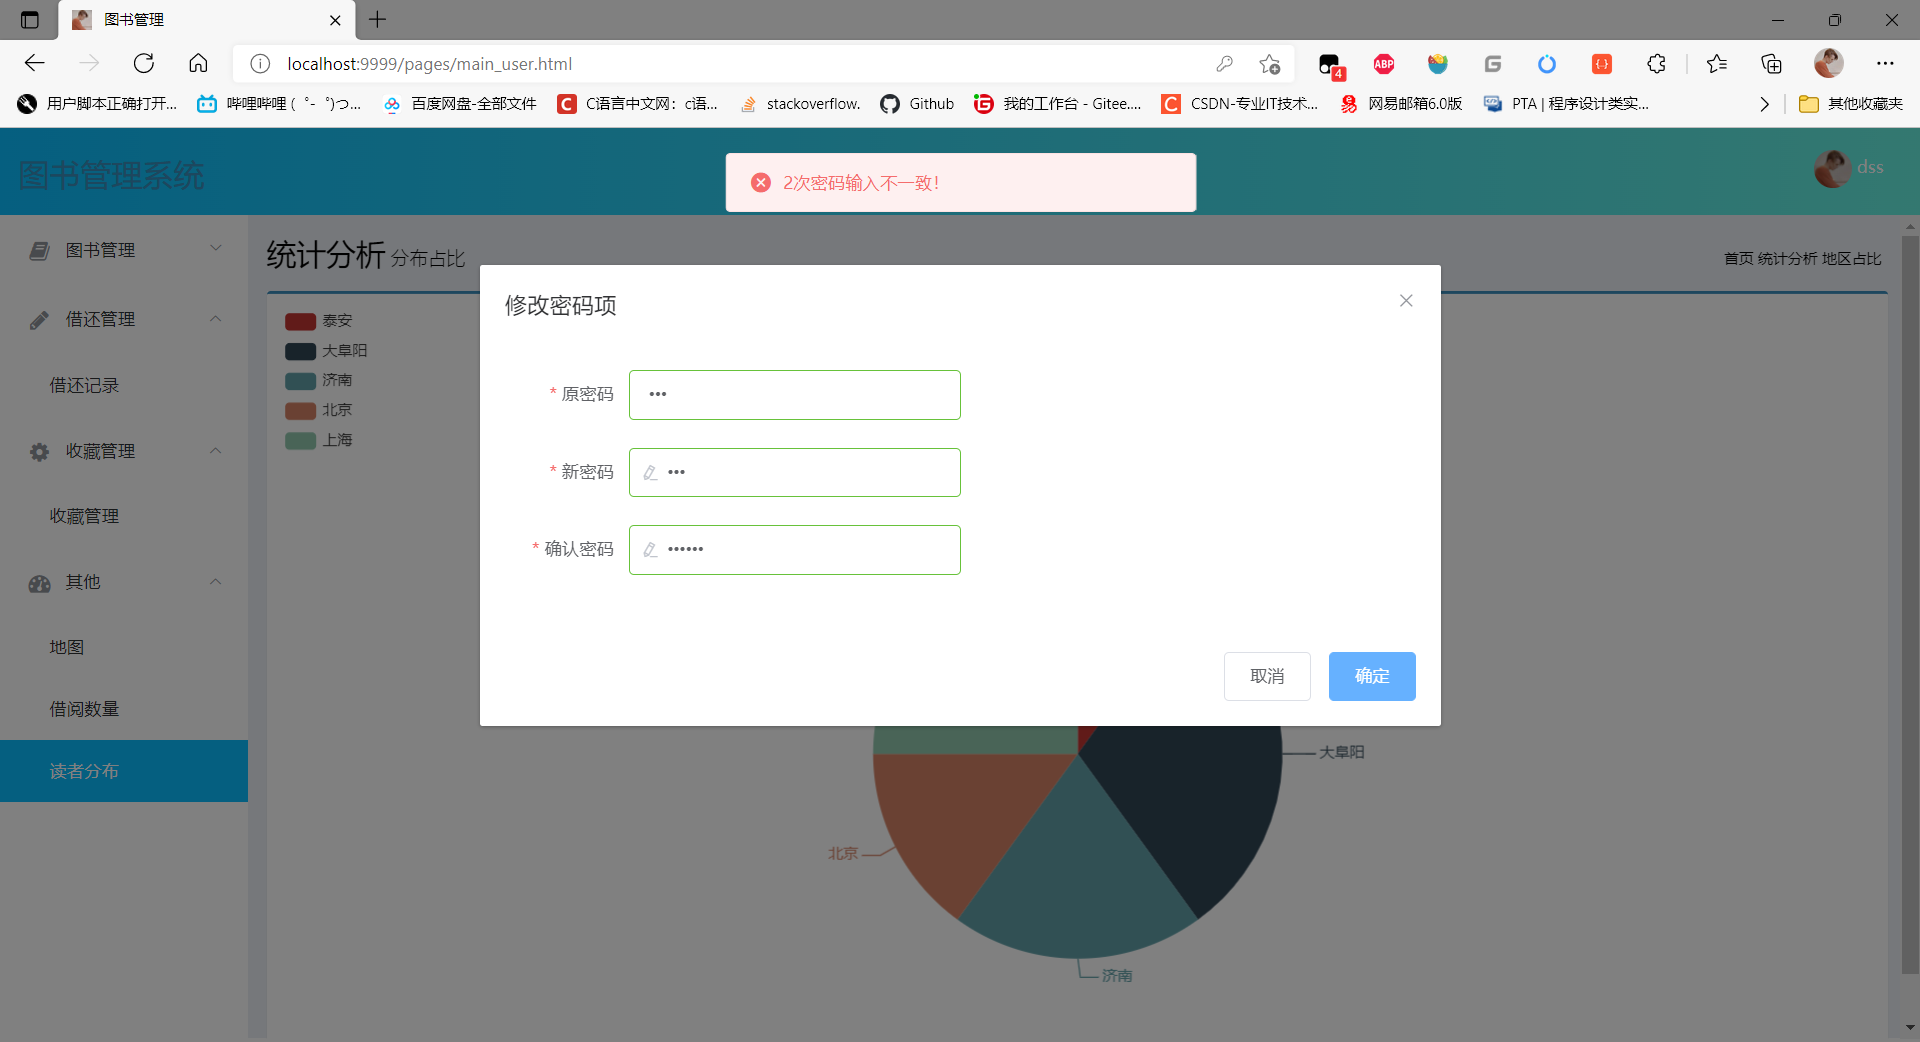 图书管理
localhost:9999/pages/main_user.html
4
ABP
用户脚本正确打开...
哔哩哔哩 (゜-゜)つ...
百度网盘-全部文件
C语言中文网：c语...
stackoverflow.
Github
我的工作台 - Gitee....
CSDN-专业IT技术...
网易邮箱6.0版
PTA | 程序设计类实...
其他收藏夹
图书管理系统
2次密码输入不一致！
dss
图书管理
借还管理
借还记录
收藏管理
收藏管理
其他
地图
借阅数量
读者分布
统计分析 分布占比
首页 统计分析 地区占比
泰安
大阜阳
济南
北京
上海
修改密码项
* 原密码 •••
* 新密码 •••
* 确认密码 ••••••
取消
确定
大阜阳
北京
济南